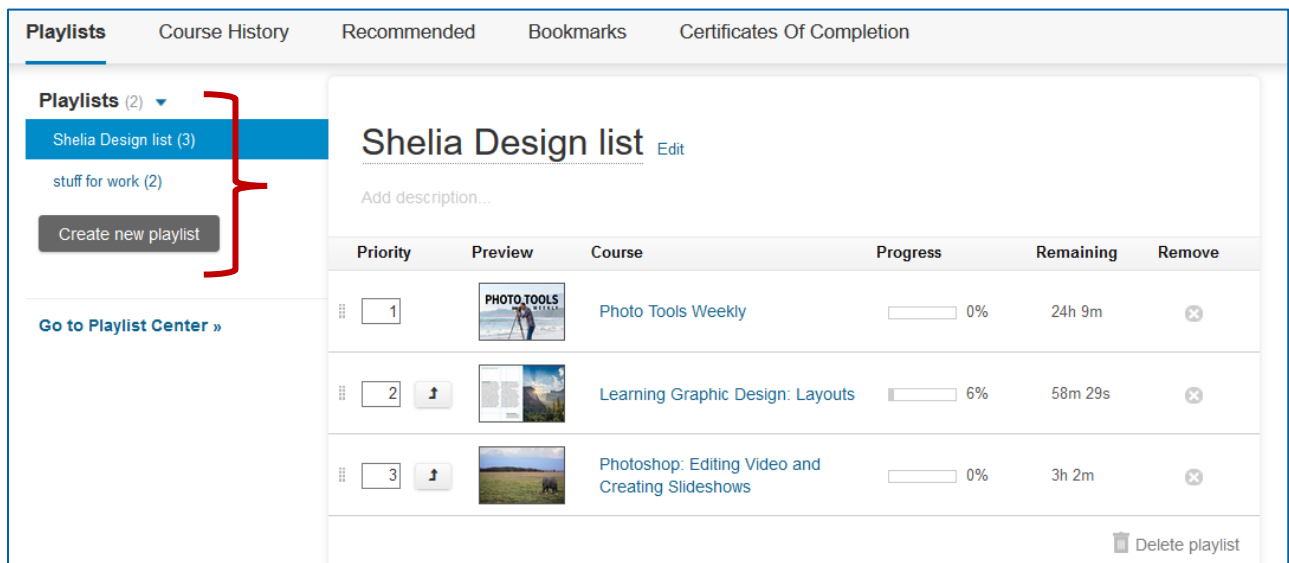 Playlists Course History Recommended Bookmarks Certificates Of Completion
Playlists (2)
Shelia Design list (3)
stuff for work (2)
Create new playlist
Go to Playlist Center »
Shelia Design list Edit
Add description...
Priority Preview Course Progress Remaining Remove
1 PHOTO TOOLS WEEKLY Photo Tools Weekly 0% 24h 9m
2 Learning Graphic Design: Layouts 6% 58m 29s
3 Photoshop: Editing Video and
Creating Slideshows 0% 3h 2m
Delete playlist